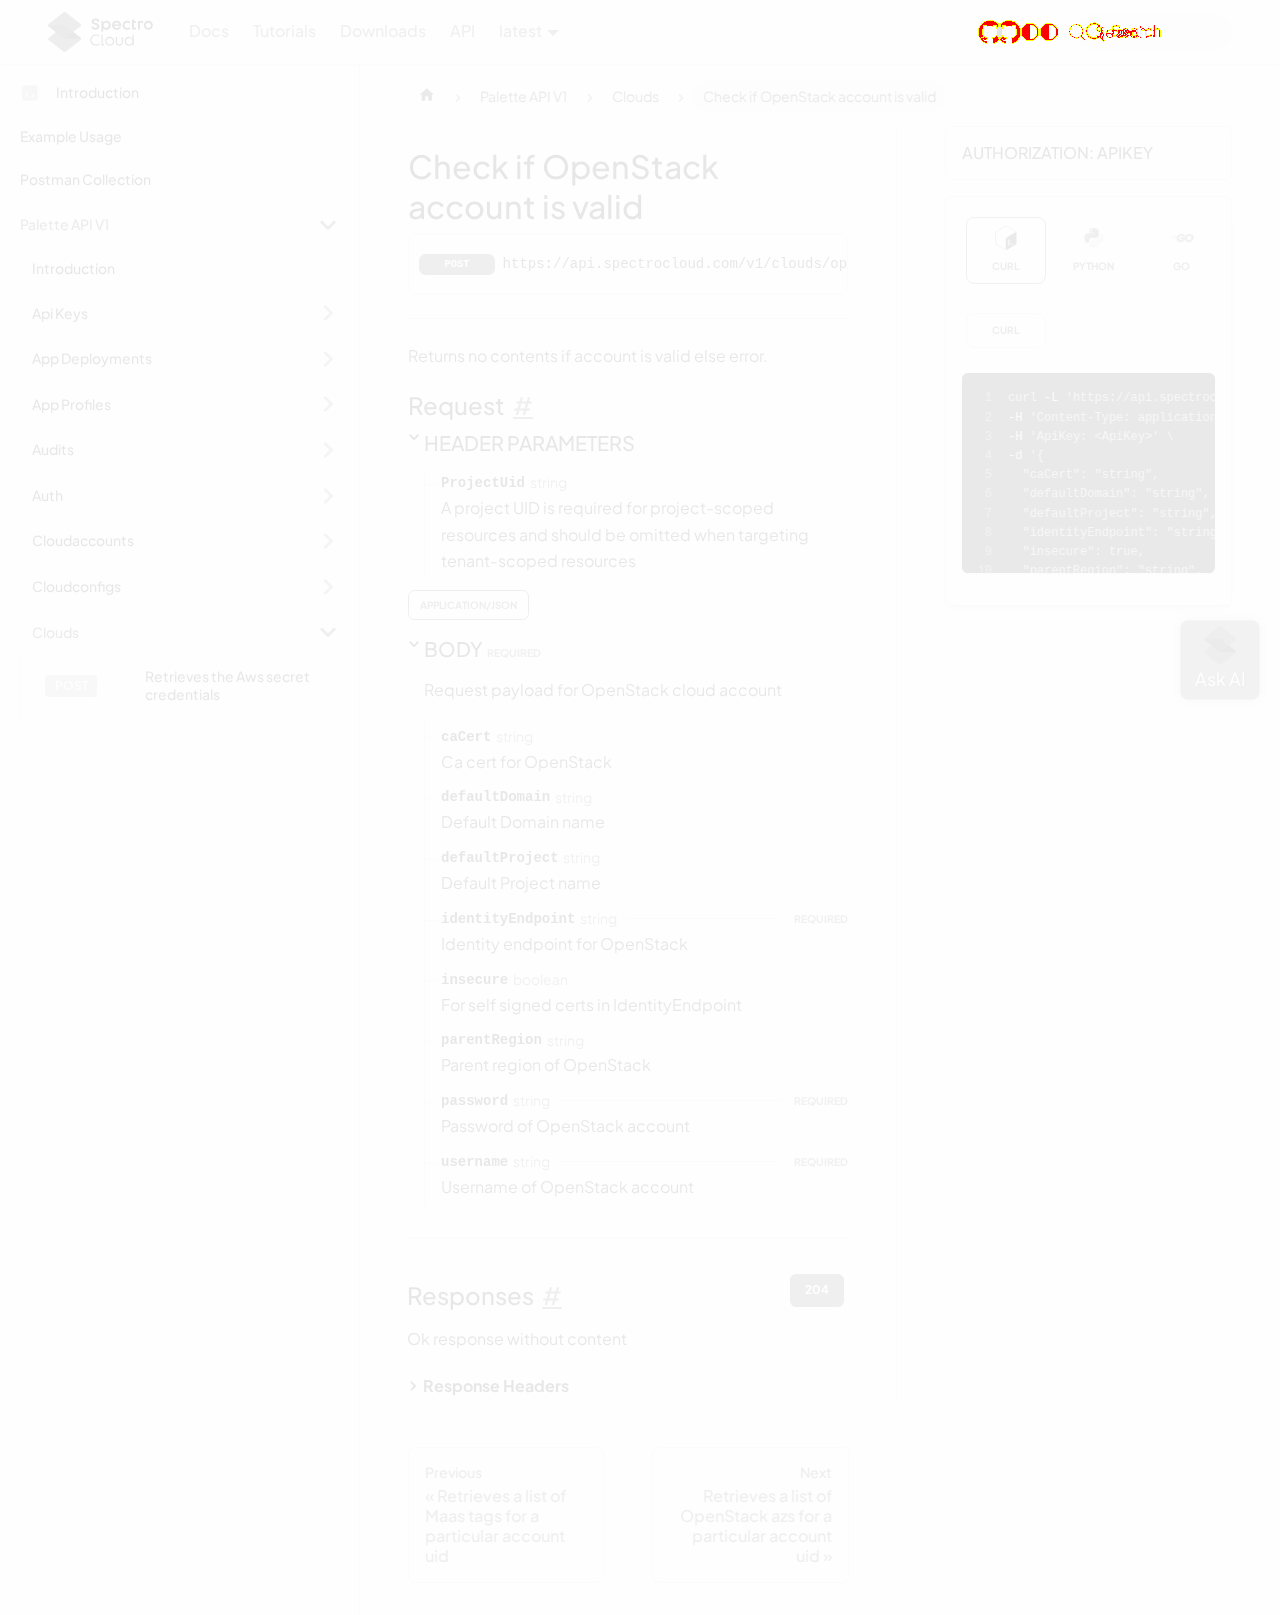 Spectro Cloud
Docs Tutorials Downloads API latest
Introduction
Example Usage
Postman Collection
Palette API V1
Introduction
Api Keys
App Deployments
App Profiles
Audits
Auth
Cloudaccounts
Cloudconfigs
Clouds
POST Retrieves the Aws secret
credentials
Palette API V1 Clouds Check if OpenStack account is valid
Check if OpenStack
account is valid
POST https://api.spectrocloud.com/v1/clouds/op
Returns no contents if account is valid else error.
Request #
HEADER PARAMETERS
ProjectUid string
A project UID is required for project-scoped
resources and should be omitted when targeting
tenant-scoped resources
APPLICATION/JSON
BODY REQUIRED
Request payload for OpenStack cloud account
caCert string
Ca cert for OpenStack
defaultDomain string
Default Domain name
defaultProject string
Default Project name
identityEndpoint string REQUIRED
Identity endpoint for OpenStack
insecure boolean
For self signed certs in IdentityEndpoint
parentRegion string
Parent region of OpenStack
password string REQUIRED
Password of OpenStack account
username string REQUIRED
Username of OpenStack account
Responses #
204
Ok response without content
Response Headers
Previous
« Retrieves a list of
Maas tags for a
particular account
uid
Next
Retrieves a list of
OpenStack azs for a
particular account
uid »
AUTHORIZATION: APIKEY
CURL PYTHON GO
CURL
1 curl -L 'https://api.spectroc
2 -H 'Content-Type: application
3 -H 'ApiKey: <ApiKey>' \
4 -d '{
5 "caCert": "string",
6 "defaultDomain": "string",
7 "defaultProject": "string",
8 "identityEndpoint": "string
9 "insecure": true,
10 "parentRegion": "string"
Ask AI